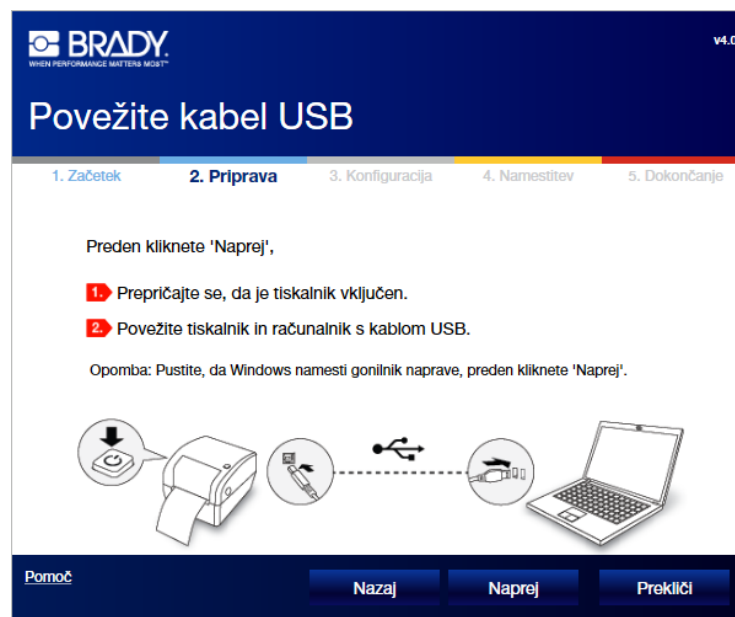 BRADY.
WHEN PERFORMANCE MATTERS MOST™
v4.0
Povežite kabel USB
1. Začetek
2. Priprava
3. Konfiguracija
4. Namestitev
5. Dokončanje
Preden kliknete 'Naprej',
1. Prepričajte se, da je tiskalnik vključen.
2. Povežite tiskalnik in računalnik s kablom USB.
Opomba: Pustite, da Windows namesti gonilnik naprave, preden kliknete 'Naprej'.
Pomoč
Nazaj
Naprej
Prekliči